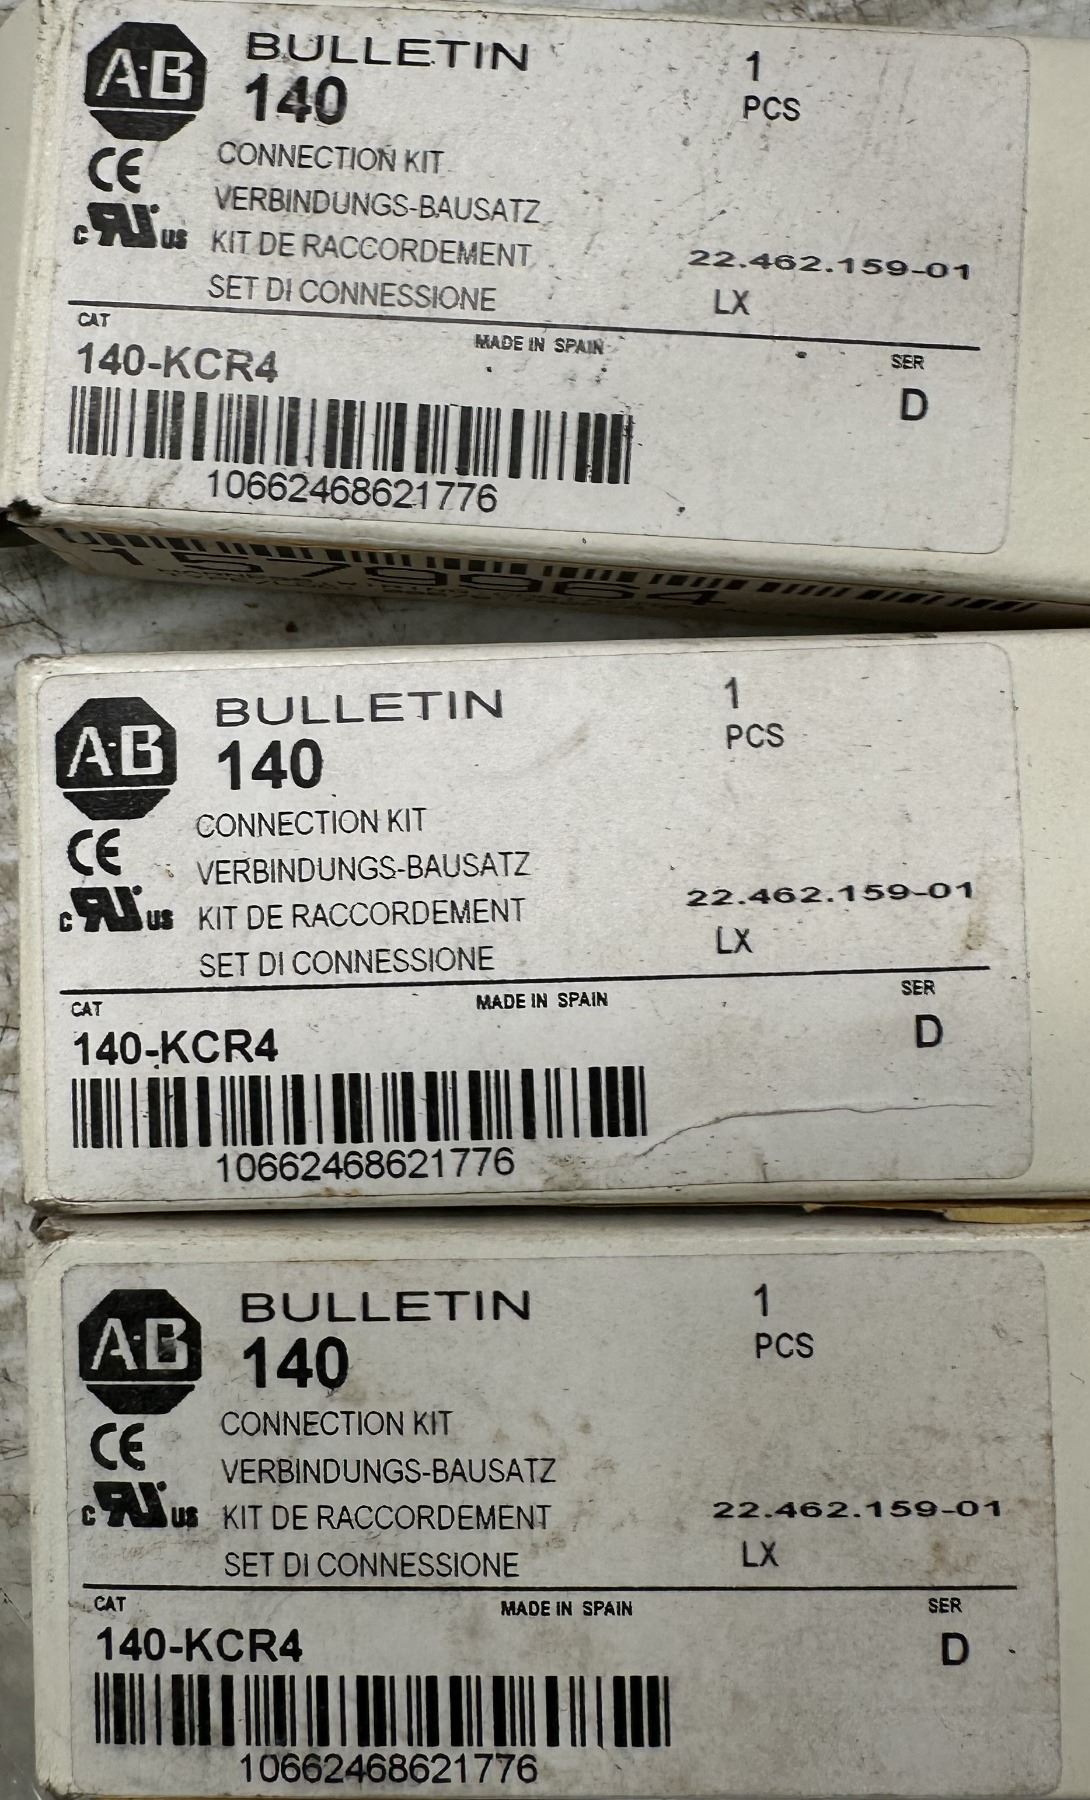 A·B
BULLETIN
140
1
PCS
CE
CONNECTION KIT
VERBINDUNGS-BAUSATZ
c RU US
KIT DE RACCORDEMENT
22.462.159-01
SET DI CONNESSIONE
LX
CAT
MADE IN SPAIN
SER
140-KCR4
D
10662468621776
1579964
A·B
BULLETIN
140
1
PCS
CONNECTION KIT
CE
VERBINDUNGS-BAUSATZ
22.462.159-01
c RU US
KIT DE RACCORDEMENT
LX
SET DI CONNESSIONE
CAT
MADE IN SPAIN
SER
140-KCR4
D
10662468621776
A·B
BULLETIN
140
1
PCS
CONNECTION KIT
CE
VERBINDUNGS-BAUSATZ
c RU US
KIT DE RACCORDEMENT
22.462.159-01
SET DI CONNESSIONE
LX
CAT
MADE IN SPAIN
SER
140-KCR4
D
10662468621776